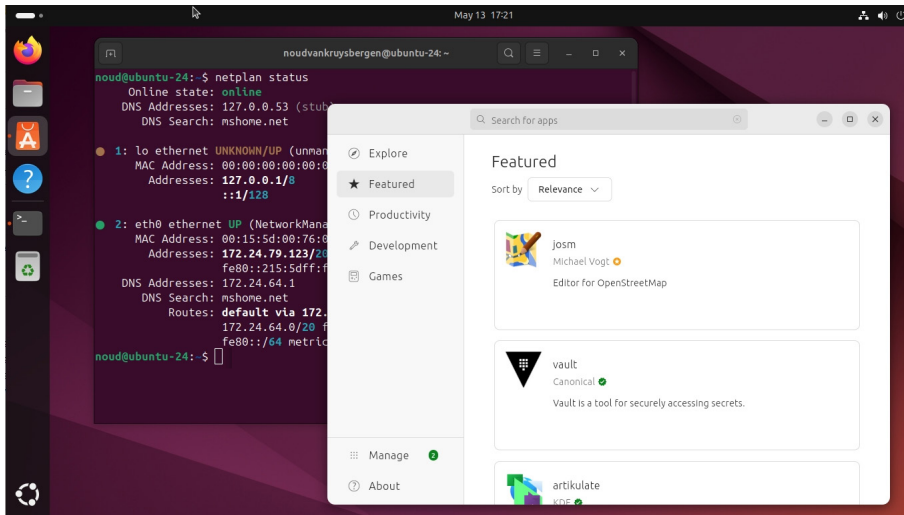 May 13 17:21
noudvankruysbergen@ubuntu-24: ~
noud@ubuntu-24:~$ netplan status
Online state: online
DNS Addresses: 127.0.0.53 (stub
DNS Search: mshome.net
1: lo ethernet UNKNOWN/UP (unman
MAC Address: 00:00:00:00:00:0
Addresses: 127.0.0.1/8
::1/128
2: eth0 ethernet UP (NetworkMana
MAC Address: 00:15:5d:00:76:0
Addresses: 172.24.79.123/20
fe80::215:5dff:f
DNS Addresses: 172.24.64.1
DNS Search: mshome.net
Routes: default via 172.
172.24.64.0/20 f
fe80::/64 metric
noud@ubuntu-24:~$
Search for apps
Explore
Featured
Productivity
Development
Games
Manage 2
About
Featured
Sort by Relevance
josm
Michael Vogt
Editor for OpenStreetMap
vault
Canonical
Vault is a tool for securely accessing secrets.
artikulate
KDE